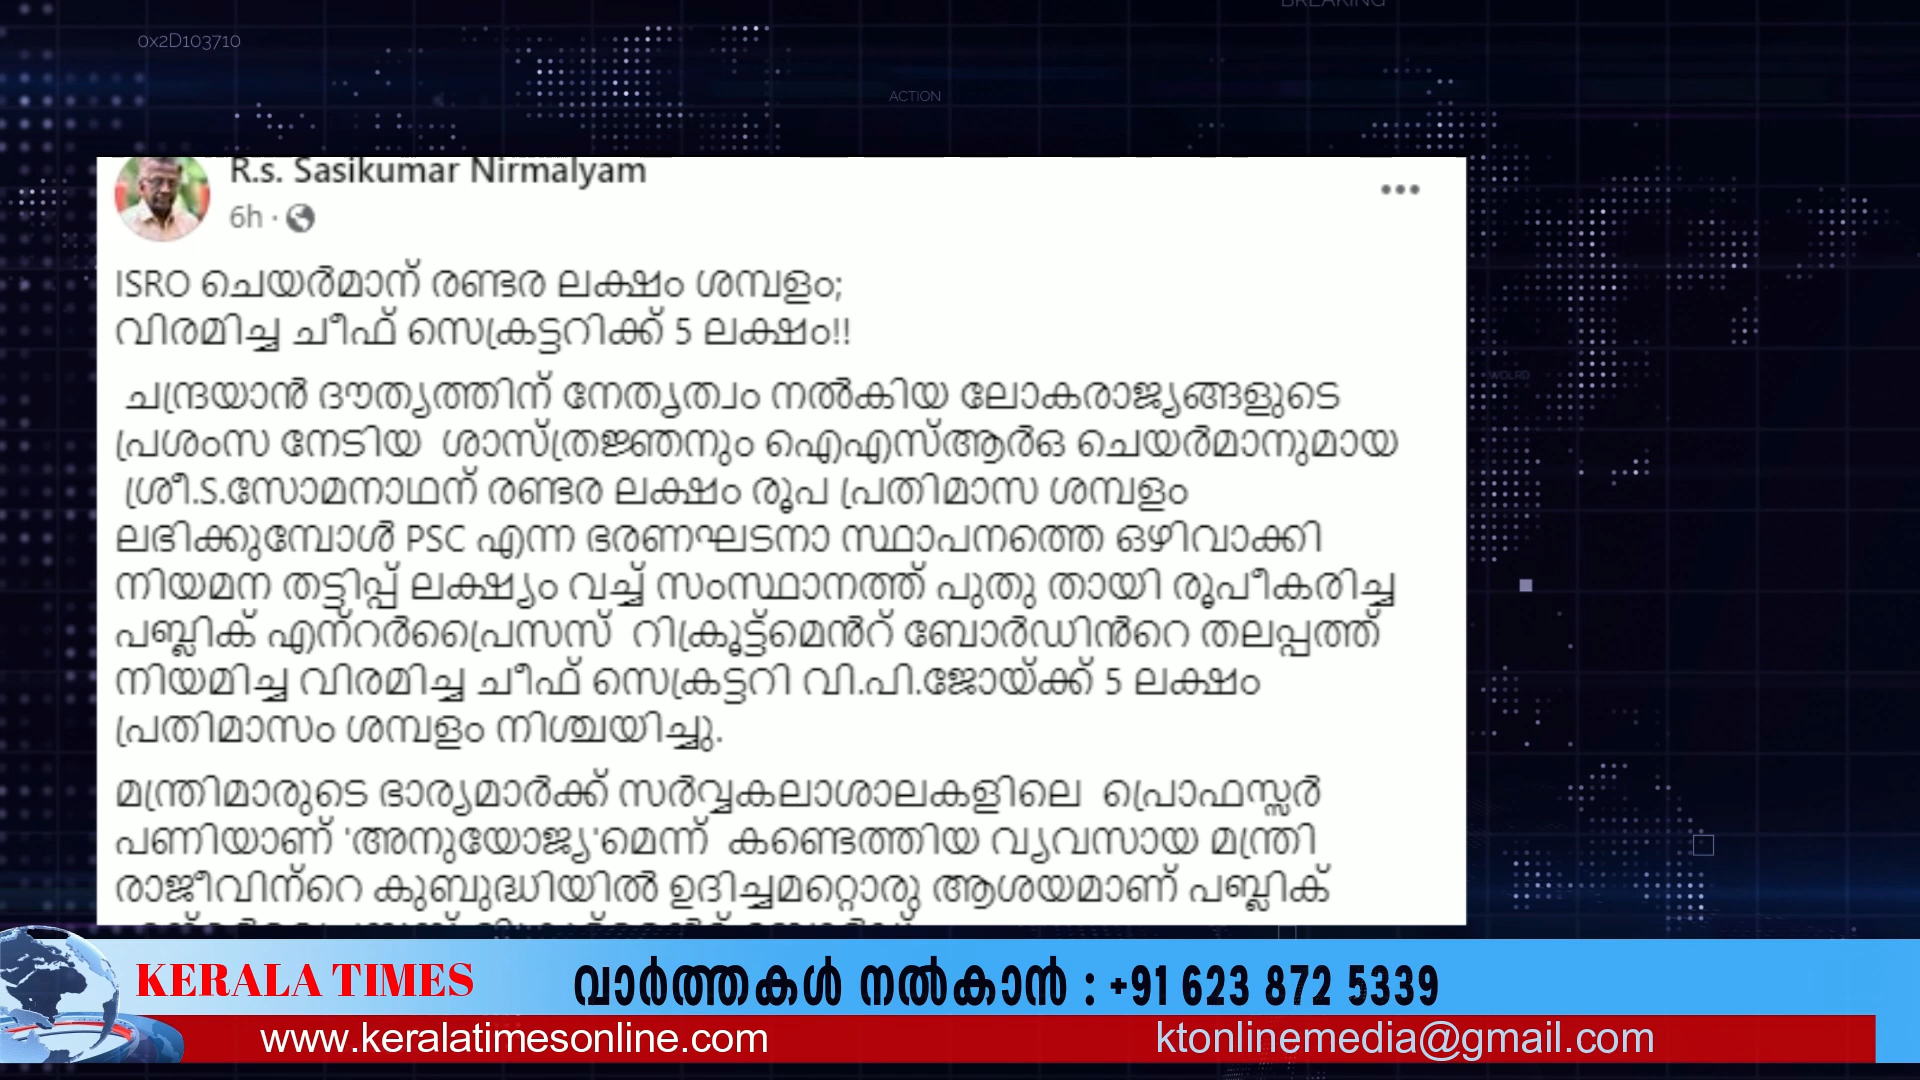 BREAKING
0x2D103710
ACTION
R.s. Sasikumar Nirmalyam
6h ·
ISRO ചെയർമാന് രണ്ടര ലക്ഷം ശമ്പളം;
വിരമിച്ച ചീഫ് സെക്രട്ടറിക്ക് 5 ലക്ഷം!!
ചന്ദ്രയാൻ ദൗത്യത്തിന് നേതൃത്വം നൽകിയ ലോകരാജ്യങ്ങളുടെ
പ്രശംസ നേടിയ ശാസ്ത്രജ്ഞനും ഐഎസ്ആർഒ ചെയർമാനുമായ
ശ്രീ.S.സോമനാഥന് രണ്ടര ലക്ഷം രൂപ പ്രതിമാസ ശമ്പളം
ലഭിക്കുമ്പോൾ PSC എന്ന ഭരണഘടനാ സ്ഥാപനത്തെ ഒഴിവാക്കി
നിയമന തട്ടിപ്പ് ലക്ഷ്യം വച്ച് സംസ്ഥാനത്ത് പുതു തായി രൂപീകരിച്ച
പബ്ലിക് എന്റർപ്രൈസസ് റിക്രൂട്ട്മെൻറ് ബോർഡിൻറെ തലപ്പത്ത്
നിയമിച്ച വിരമിച്ച ചീഫ് സെക്രട്ടറി വി.പി.ജോയ്ക്ക് 5 ലക്ഷം
പ്രതിമാസം ശമ്പളം നിശ്ചയിച്ചു.
മന്ത്രിമാരുടെ ഭാര്യമാർക്ക് സർവ്വകലാശാലകളിലെ പ്രൊഫസ്സർ
പണിയാണ് 'അനുയോജ്യ'മെന്ന് കണ്ടെത്തിയ വ്യവസായ മന്ത്രി
രാജീവിന്റെ കുബുദ്ധിയിൽ ഉദിച്ചമറ്റൊരു ആശയമാണ് പബ്ലിക്
KERALA TIMES
വാർത്തകൾ നൽകാൻ : +91 623 872 5339
www.keralatimesonline.com
ktonlinemedia@gmail.com